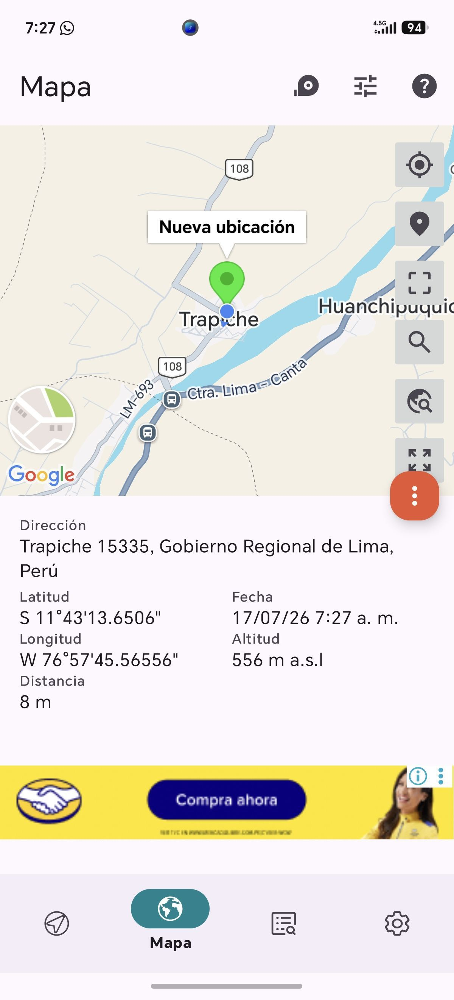 7:27
4.5G
94
Mapa
108
Nueva ubicación
Huanchipuquio
Trapiche
108
Ctra. Lima - Canta
LM-693
Google
Dirección
Trapiche 15335, Gobierno Regional de Lima,
Perú
Latitud
S 11°43'13.6506"
Fecha
17/07/26 7:27 a. m.
Longitud
W 76°57'45.56556"
Altitud
556 m a.s.l
Distancia
8 m
Compra ahora
Mapa